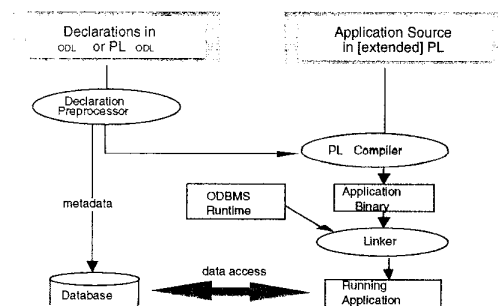 Declarations in
ODL or PL ODL
Application Source
in [extended] PL
Declaration
Preprocessor
PL Compiler
metadata
ODBMS
Runtime
Application
Binary
Linker
data access
Database
Running
Application